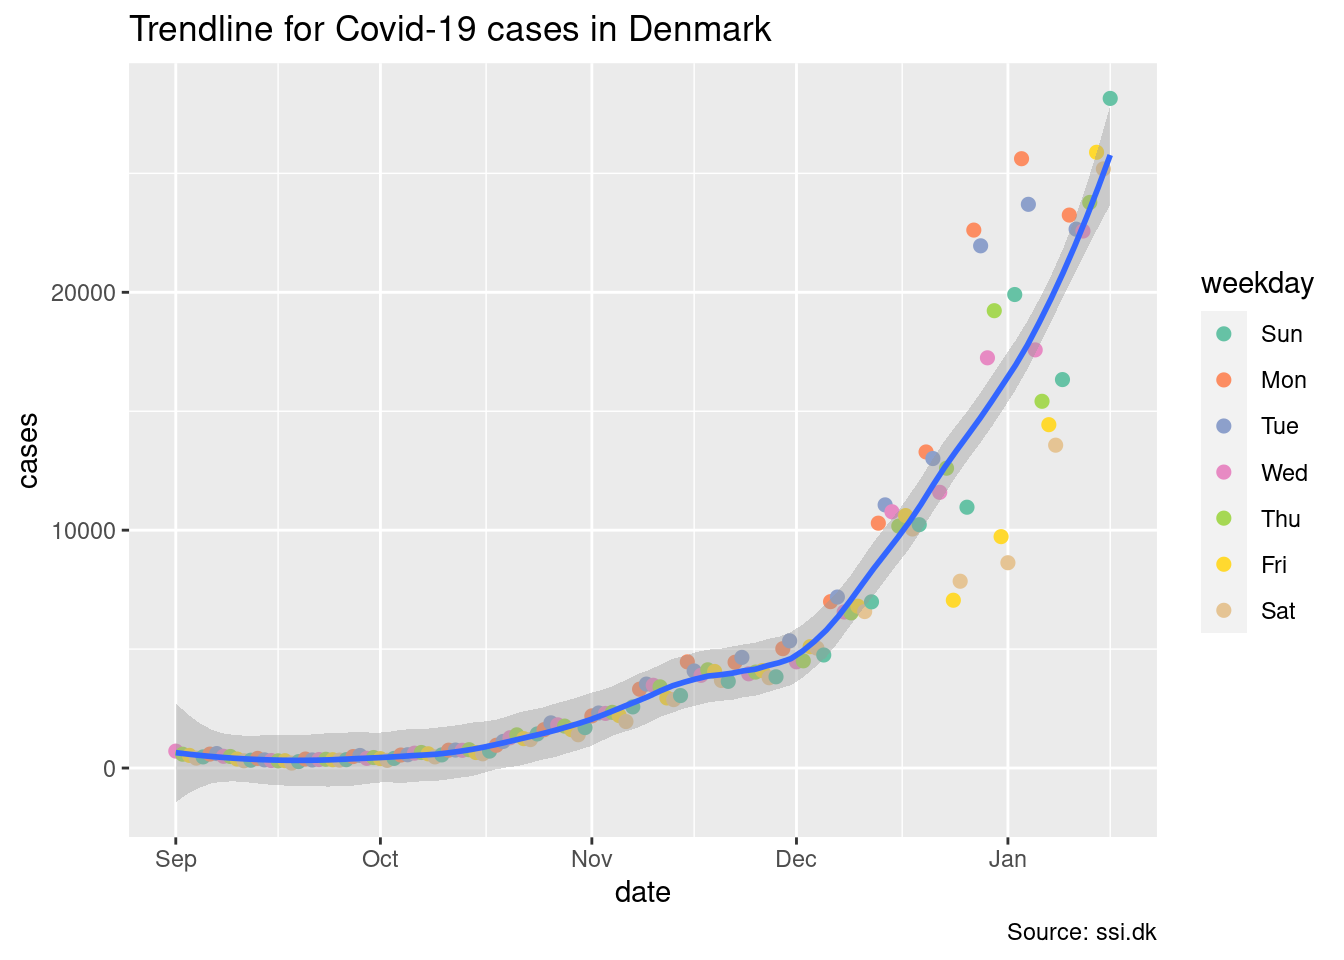 Trendline for Covid-19 cases in Denmark
cases
20000
10000
0
Sep Oct Nov Dec Jan
date
weekday
Sun
Mon
Tue
Wed
Thu
Fri
Sat
Source: ssi.dk